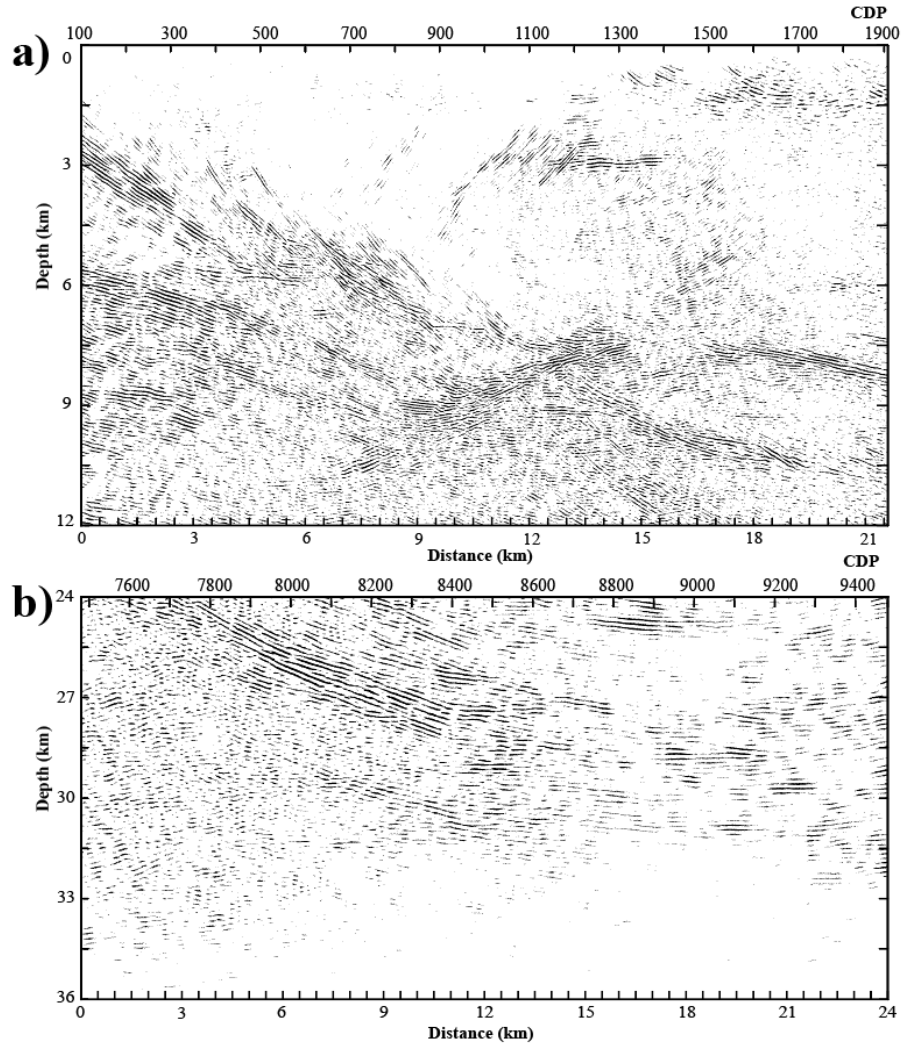 CDP
100 300 500 700 900 1100 1300 1500 1700 1900
a)
0
3
Depth (km)
6
9
12
0 3 6 9 12 15 18 21
Distance (km)
CDP
7600 7800 8000 8200 8400 8600 8800 9000 9200 9400
b)
24
27
Depth (km)
30
33
36
0 3 6 9 12 15 18 21 24
Distance (km)